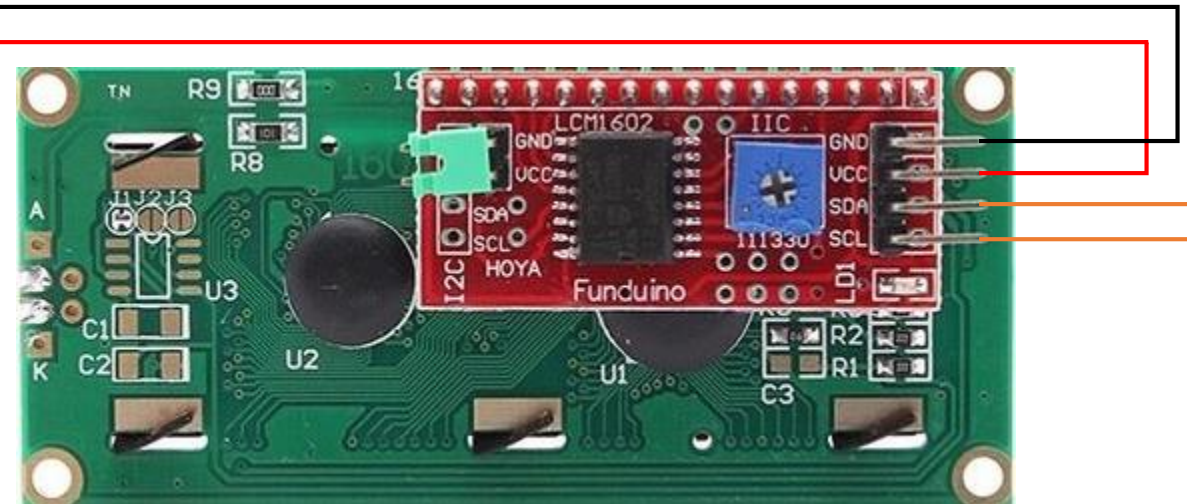 T.N
R9
16
LCM1602
IIC
R8
GND
GND
VCC
VCC
J1 J2 J3
SDA
SDA
A
SCL
SCL
111330
HOYA
I2C
Funduino
LD1
U3
C1
R2
C2
U2
U1
R1
K
C3